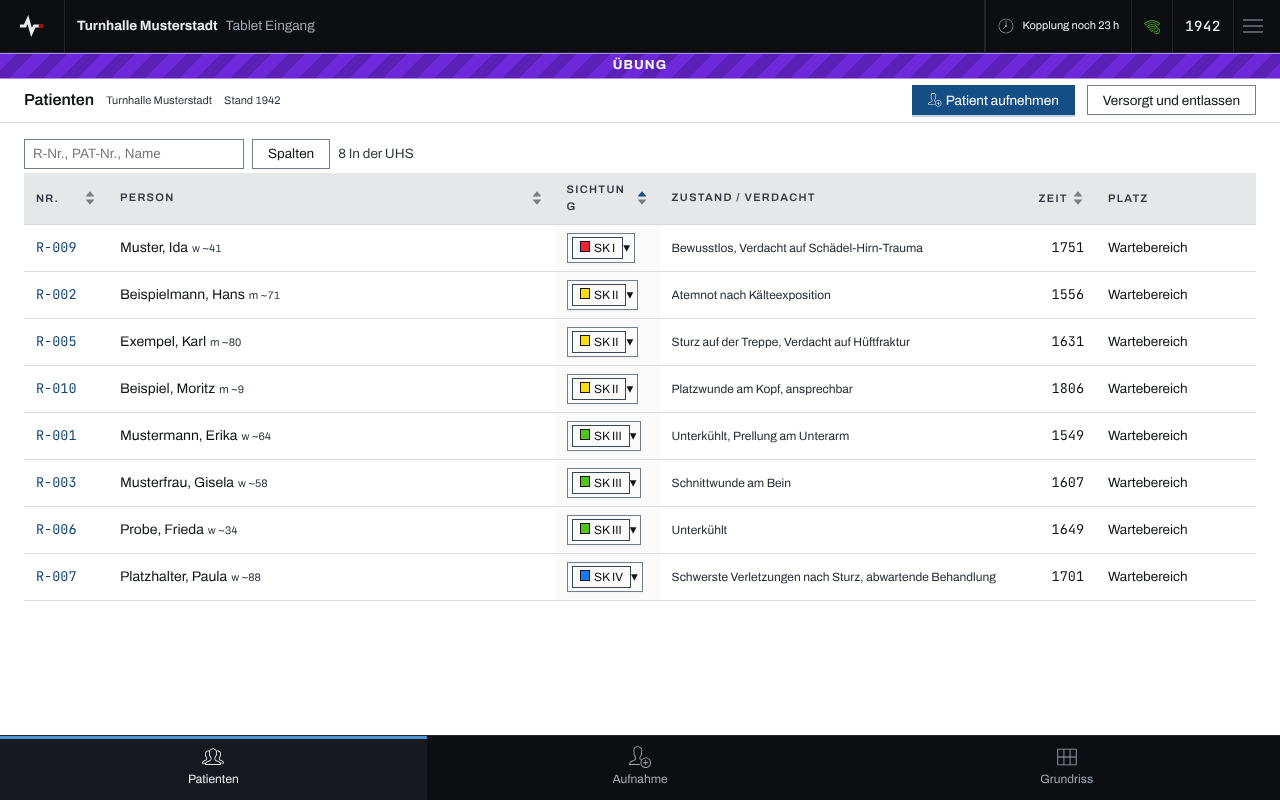 Turnhalle Musterstadt Tablet Eingang
Kopplung noch 23 h
1942
ÜBUNG
Patienten Turnhalle Musterstadt Stand 1942
Patient aufnehmen
Versorgt und entlassen
R-Nr., PAT-Nr., Name
Spalten
8 In der UHS
NR. PERSON SICHTUN
G ZUSTAND / VERDACHT ZEIT PLATZ
R-009 Muster, Ida w ~41 SK I Bewusstlos, Verdacht auf Schädel-Hirn-Trauma 1751 Wartebereich
R-002 Beispielmann, Hans m ~71 SK II Atemnot nach Kälteexposition 1556 Wartebereich
R-005 Exempel, Karl m ~80 SK II Sturz auf der Treppe, Verdacht auf Hüftfraktur 1631 Wartebereich
R-010 Beispiel, Moritz m ~9 SK II Platzwunde am Kopf, ansprechbar 1806 Wartebereich
R-001 Mustermann, Erika w ~64 SK III Unterkühlt, Prellung am Unterarm 1549 Wartebereich
R-003 Musterfrau, Gisela w ~58 SK III Schnittwunde am Bein 1607 Wartebereich
R-006 Probe, Frieda w ~34 SK III Unterkühlt 1649 Wartebereich
R-007 Platzhalter, Paula w ~88 SK IV Schwerste Verletzungen nach Sturz, abwartende Behandlung 1701 Wartebereich
Patienten
Aufnahme
Grundriss